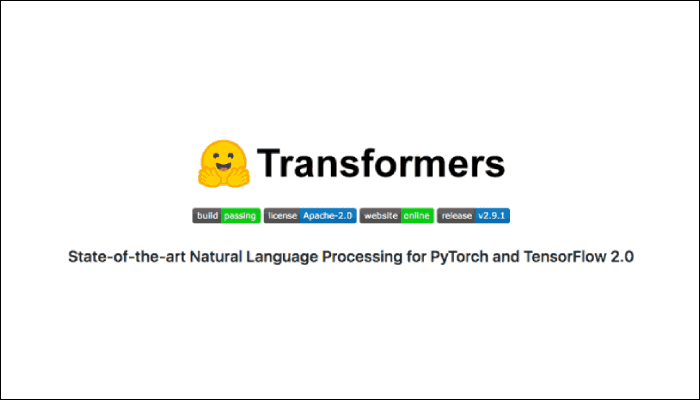 Transformers
build passing license Apache-2.0 website online release v2.9.1
State-of-the-art Natural Language Processing for PyTorch and TensorFlow 2.0